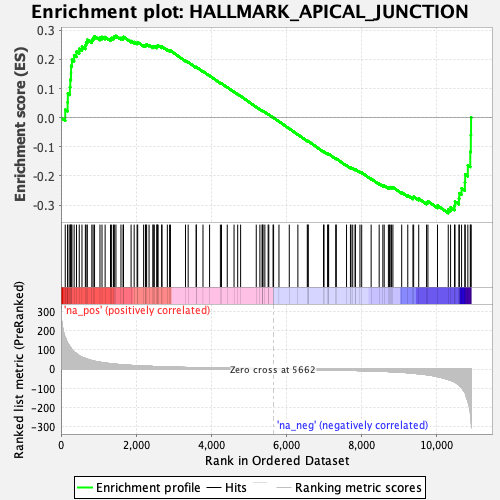 Enrichment plot: HALLMARK_APICAL_JUNCTION
Enrichment score (ES)
0.3
0.2
0.1
0.0
-0.1
-0.2
-0.3
'na_pos' (positively correlated)
Ranked list metric (PreRanked)
300
200
100
0
-100
-200
-300
Zero cross at 5662
'na_neg' (negatively correlated)
0
2,000
4,000
6,000
8,000
10,000
Rank in Ordered Dataset
Enrichment profile
Hits
Ranking metric scores